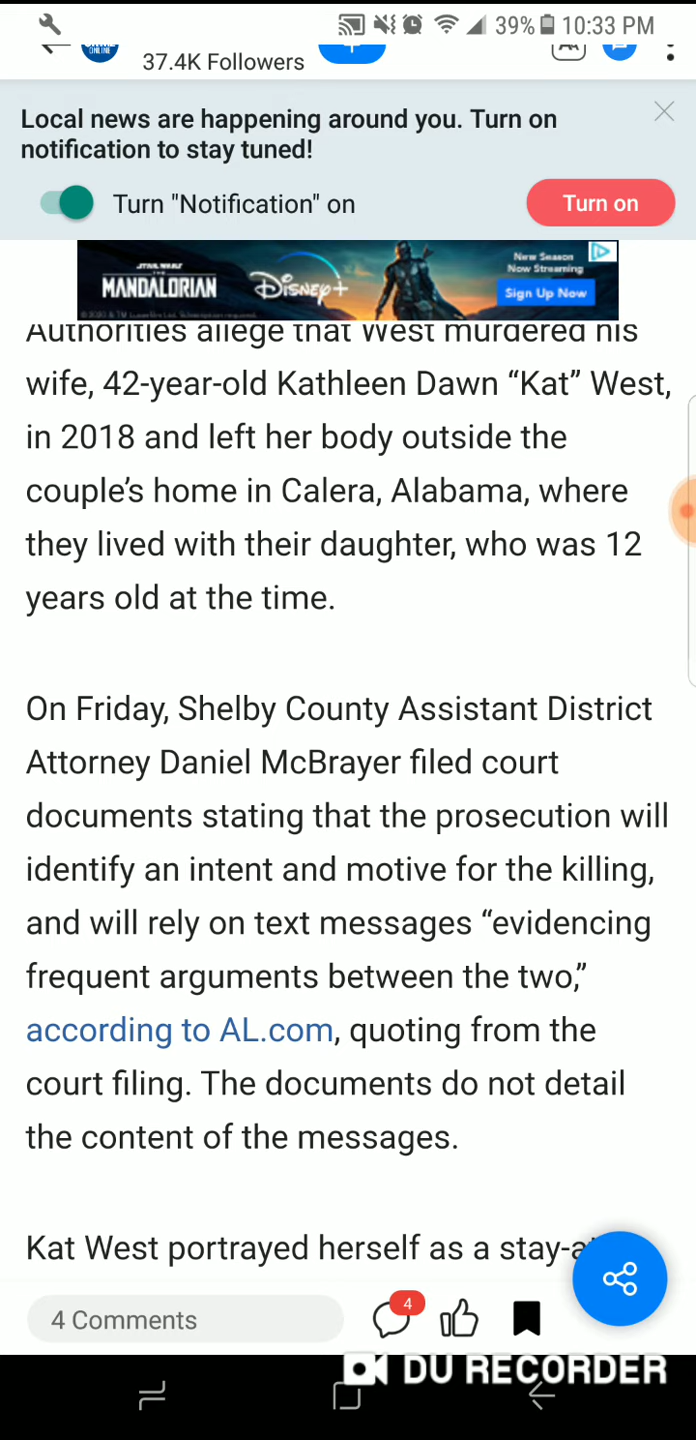 39% 10:33 PM
ONLINE
37.4K Followers
Local news are happening around you. Turn on
notification to stay tuned!
Turn "Notification" on
Turn on
STAR WARS
THE
MANDALORIAN
Disney+
New Season
Now Streaming
Sign Up Now
Authorities allege that West murdered his
wife, 42-year-old Kathleen Dawn “Kat” West,
in 2018 and left her body outside the
couple’s home in Calera, Alabama, where
they lived with their daughter, who was 12
years old at the time.
On Friday, Shelby County Assistant District
Attorney Daniel McBrayer filed court
documents stating that the prosecution will
identify an intent and motive for the killing,
and will rely on text messages “evidencing
frequent arguments between the two,”
according to AL.com, quoting from the
court filing. The documents do not detail
the content of the messages.
Kat West portrayed herself as a stay-a
4 Comments
4
DU RECORDER